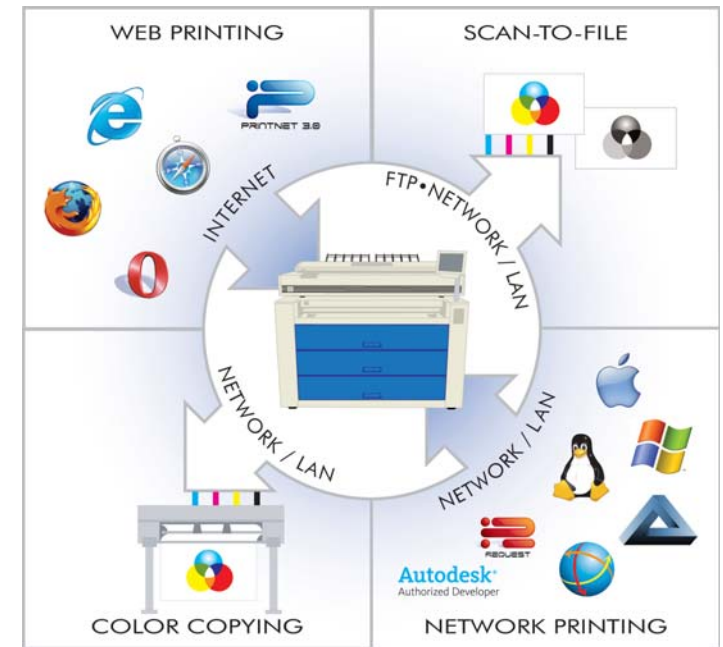 WEB PRINTING
SCAN-TO-FILE
PRINTNET 3.0
INTERNET
FTP•NETWORK / LAN
NETWORK / LAN
NETWORK / LAN
REQUEST
Autodesk®
Authorized Developer
COLOR COPYING
NETWORK PRINTING